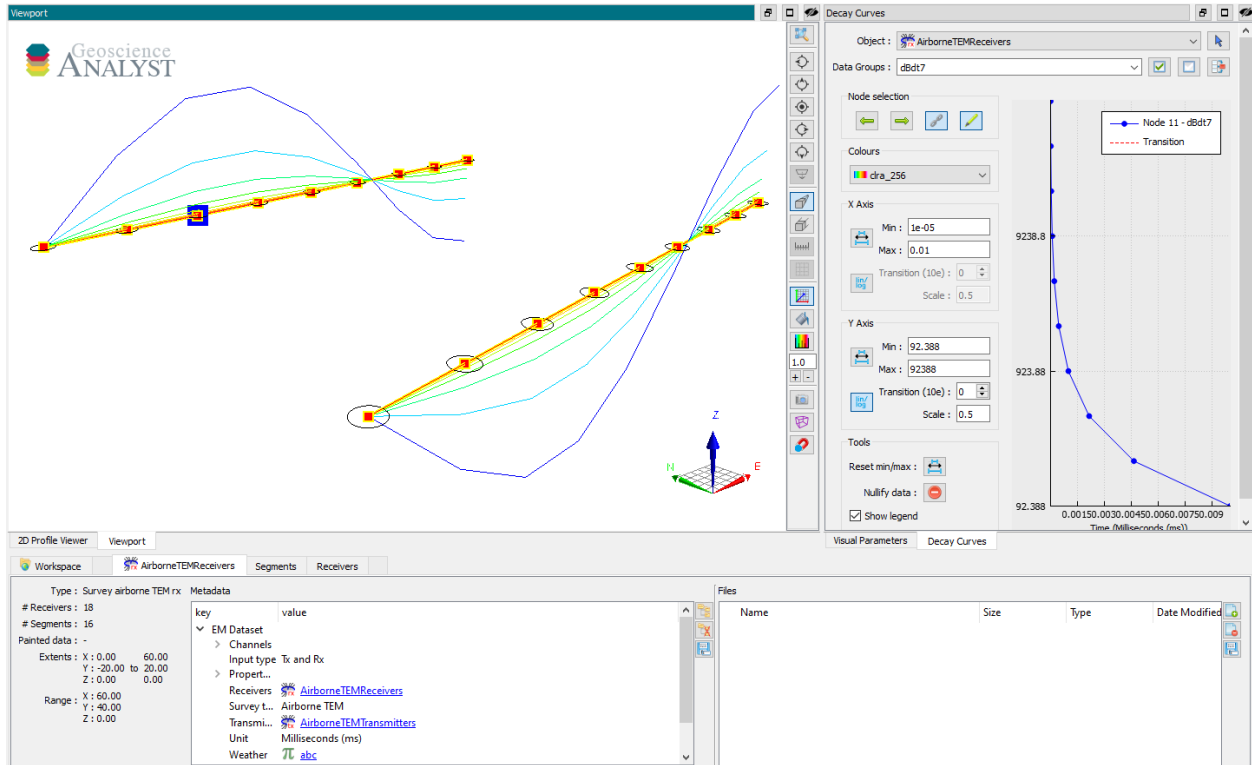 Viewport
Geoscience
ANALYST
Z
N
E
1.0
+ -
2D Profile Viewer Viewport
Decay Curves
Object : AirborneTEMReceivers
Data Groups : dBdt7
Node selection
Colours
dra_256
X Axis
Min : 1e-05
Max : 0.01
lin/
log
Transition (10e) : 0
Scale : 0.5
Y Axis
Min : 92.388
Max : 92388
lin/
log
Transition (10e) : 0
Scale : 0.5
Tools
Reset min/max :
Nullify data :
Show legend
Node 11 - dBdt7
Transition
9238.8
923.88
92.388
0.00150.0030.00450.0060.00750.009
Time (Milliseconds (ms))
Visual Parameters Decay Curves
Workspace AirborneTEMReceivers Segments Receivers
Type : Survey airborne TEM rx
# Receivers : 18
# Segments : 16
Painted data : -
Extents : X : 0.00 60.00
Y : -20.00 to 20.00
Z : 0.00 0.00
Range : X : 60.00
Y : 40.00
Z : 0.00
Metadata
key value
EM Dataset
Channels
Input type Tx and Rx
Propert...
Receivers AirborneTEMReceivers
Survey t... Airborne TEM
Transmi... AirborneTEMTransmitters
Unit Milliseconds (ms)
Weather abc
Files
Name Size Type Date Modified